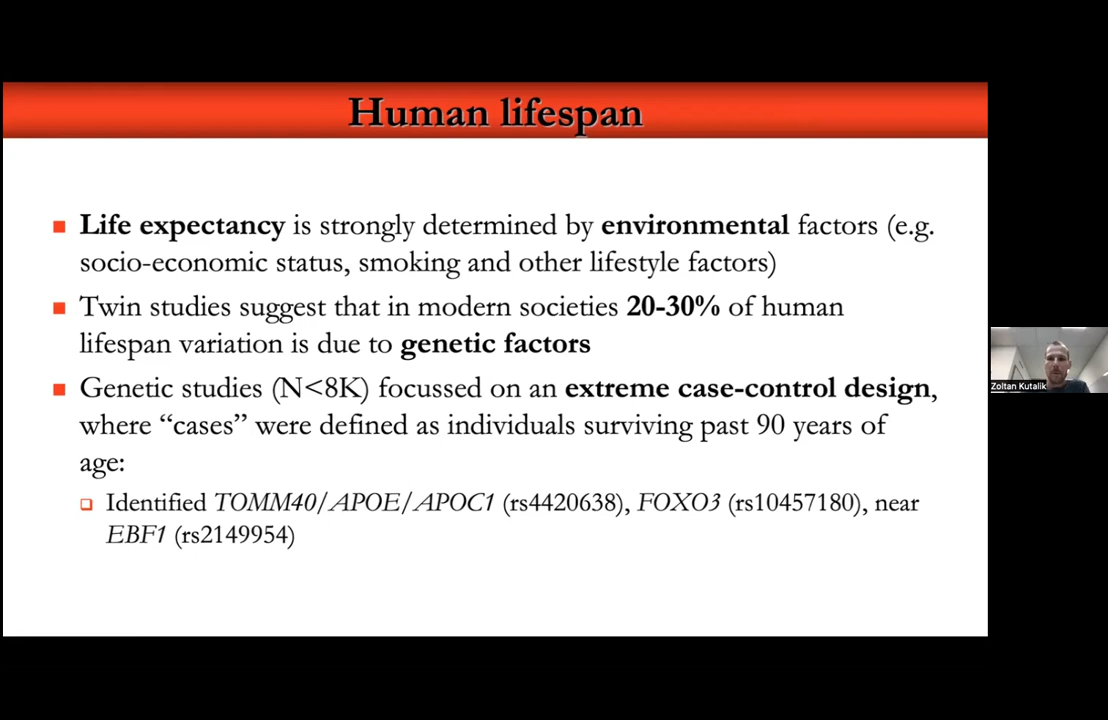 Human lifespan
Life expectancy is strongly determined by environmental factors (e.g.
socio-economic status, smoking and other lifestyle factors)
Twin studies suggest that in modern societies 20-30% of human
lifespan variation is due to genetic factors
Genetic studies (N<8K) focussed on an extreme case-control design,
where “cases” were defined as individuals surviving past 90 years of
age:
Identified TOMM40/APOE/APOC1 (rs4420638), FOXO3 (rs10457180), near
EBF1 (rs2149954)
Zoltan Kutalik